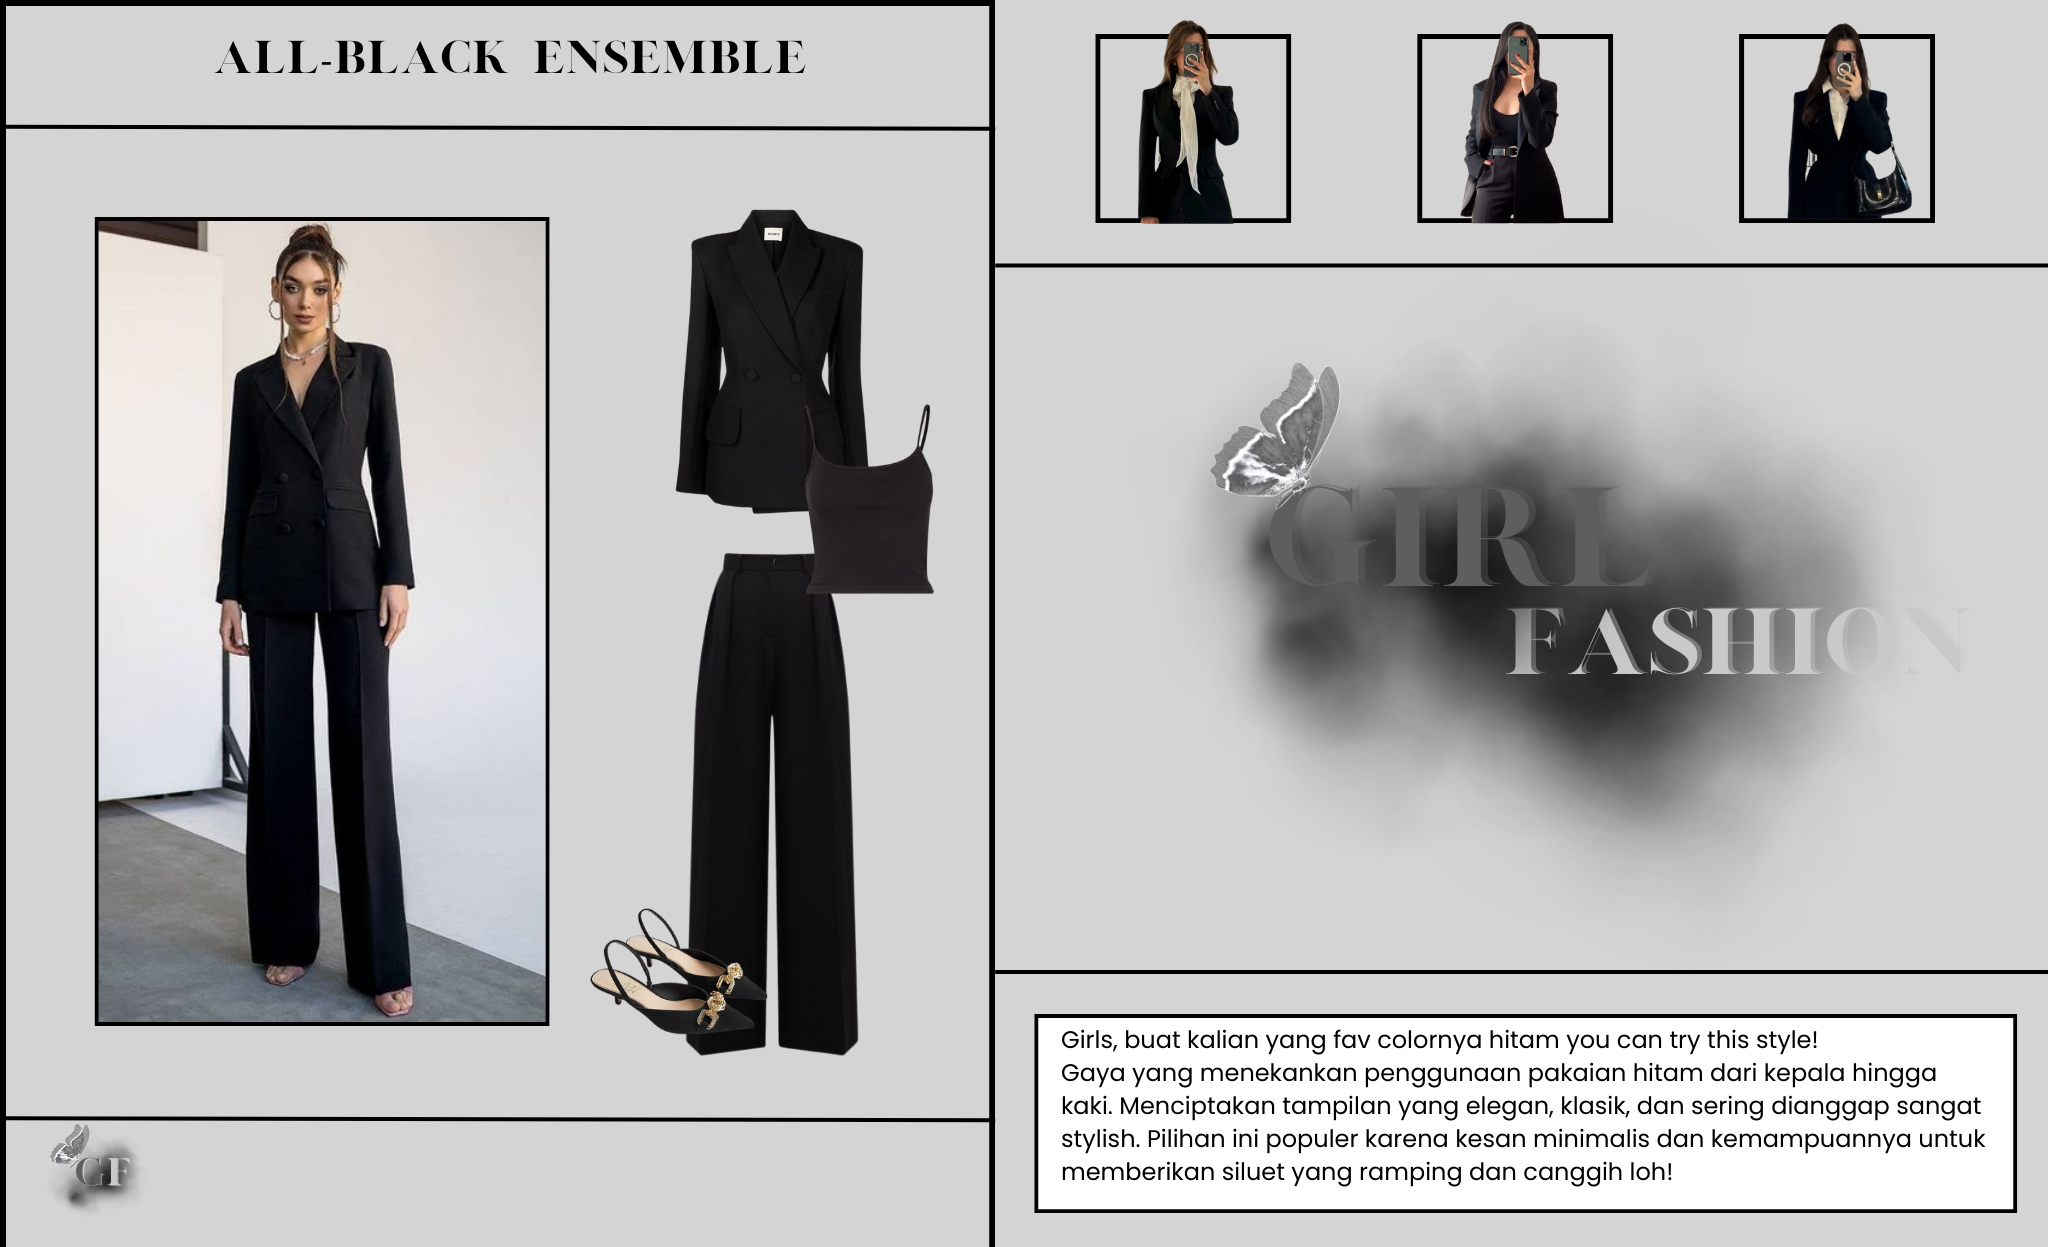 ALL-BLACK ENSEMBLE
GIRL
FASHION
Girls, buat kalian yang fav colornya hitam you can try this style!
Gaya yang menekankan penggunaan pakaian hitam dari kepala hingga
kaki. Menciptakan tampilan yang elegan, klasik, dan sering dianggap sangat
stylish. Pilihan ini populer karena kesan minimalis dan kemampuannya untuk
memberikan siluet yang ramping dan canggih loh!
GF